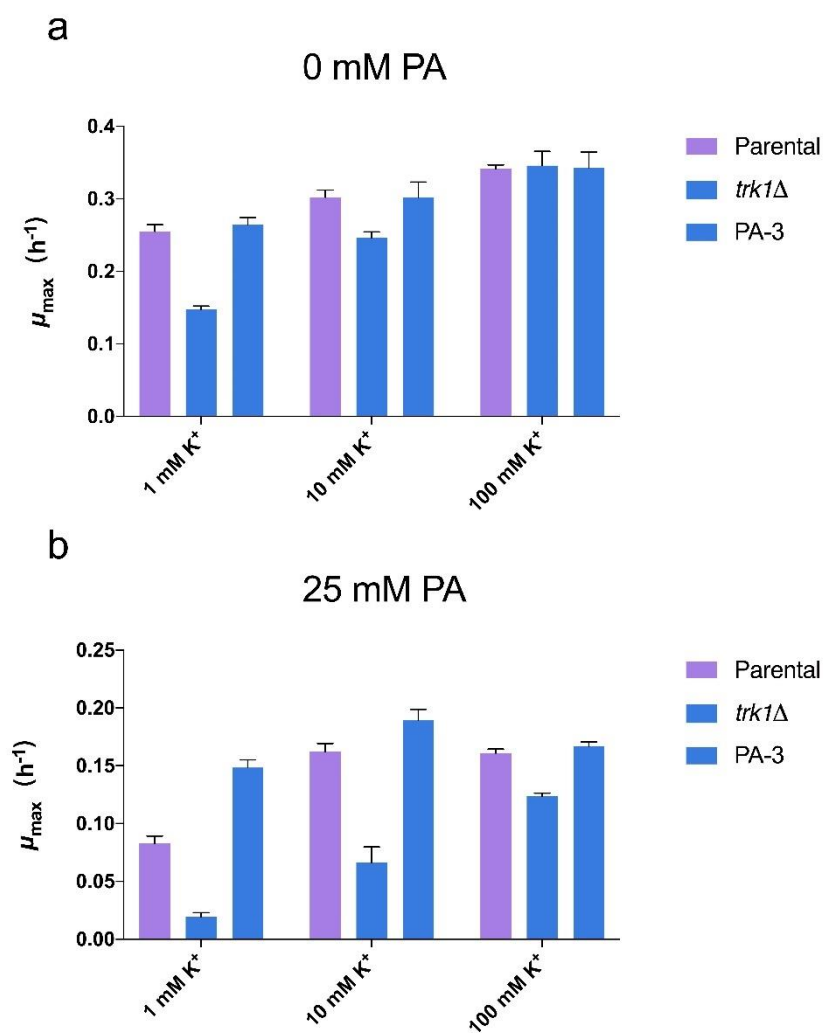 a
0 mM PA
0.4
0.3
0.2
0.1
0.0
μmax (h⁻¹)
1 mM K⁺
10 mM K⁺
100 mM K⁺
Parental
trk1Δ
PA-3
b
25 mM PA
0.25
0.20
0.15
0.10
0.05
0.00
μmax (h⁻¹)
1 mM K⁺
10 mM K⁺
100 mM K⁺
Parental
trk1Δ
PA-3